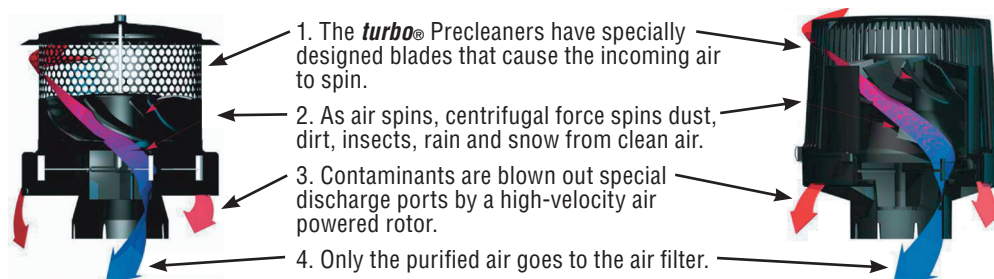 1. The turbo® Precleaners have specially
designed blades that cause the incoming air
to spin.
2. As air spins, centrifugal force spins dust,
dirt, insects, rain and snow from clean air.
3. Contaminants are blown out special
discharge ports by a high-velocity air
powered rotor.
4. Only the purified air goes to the air filter.